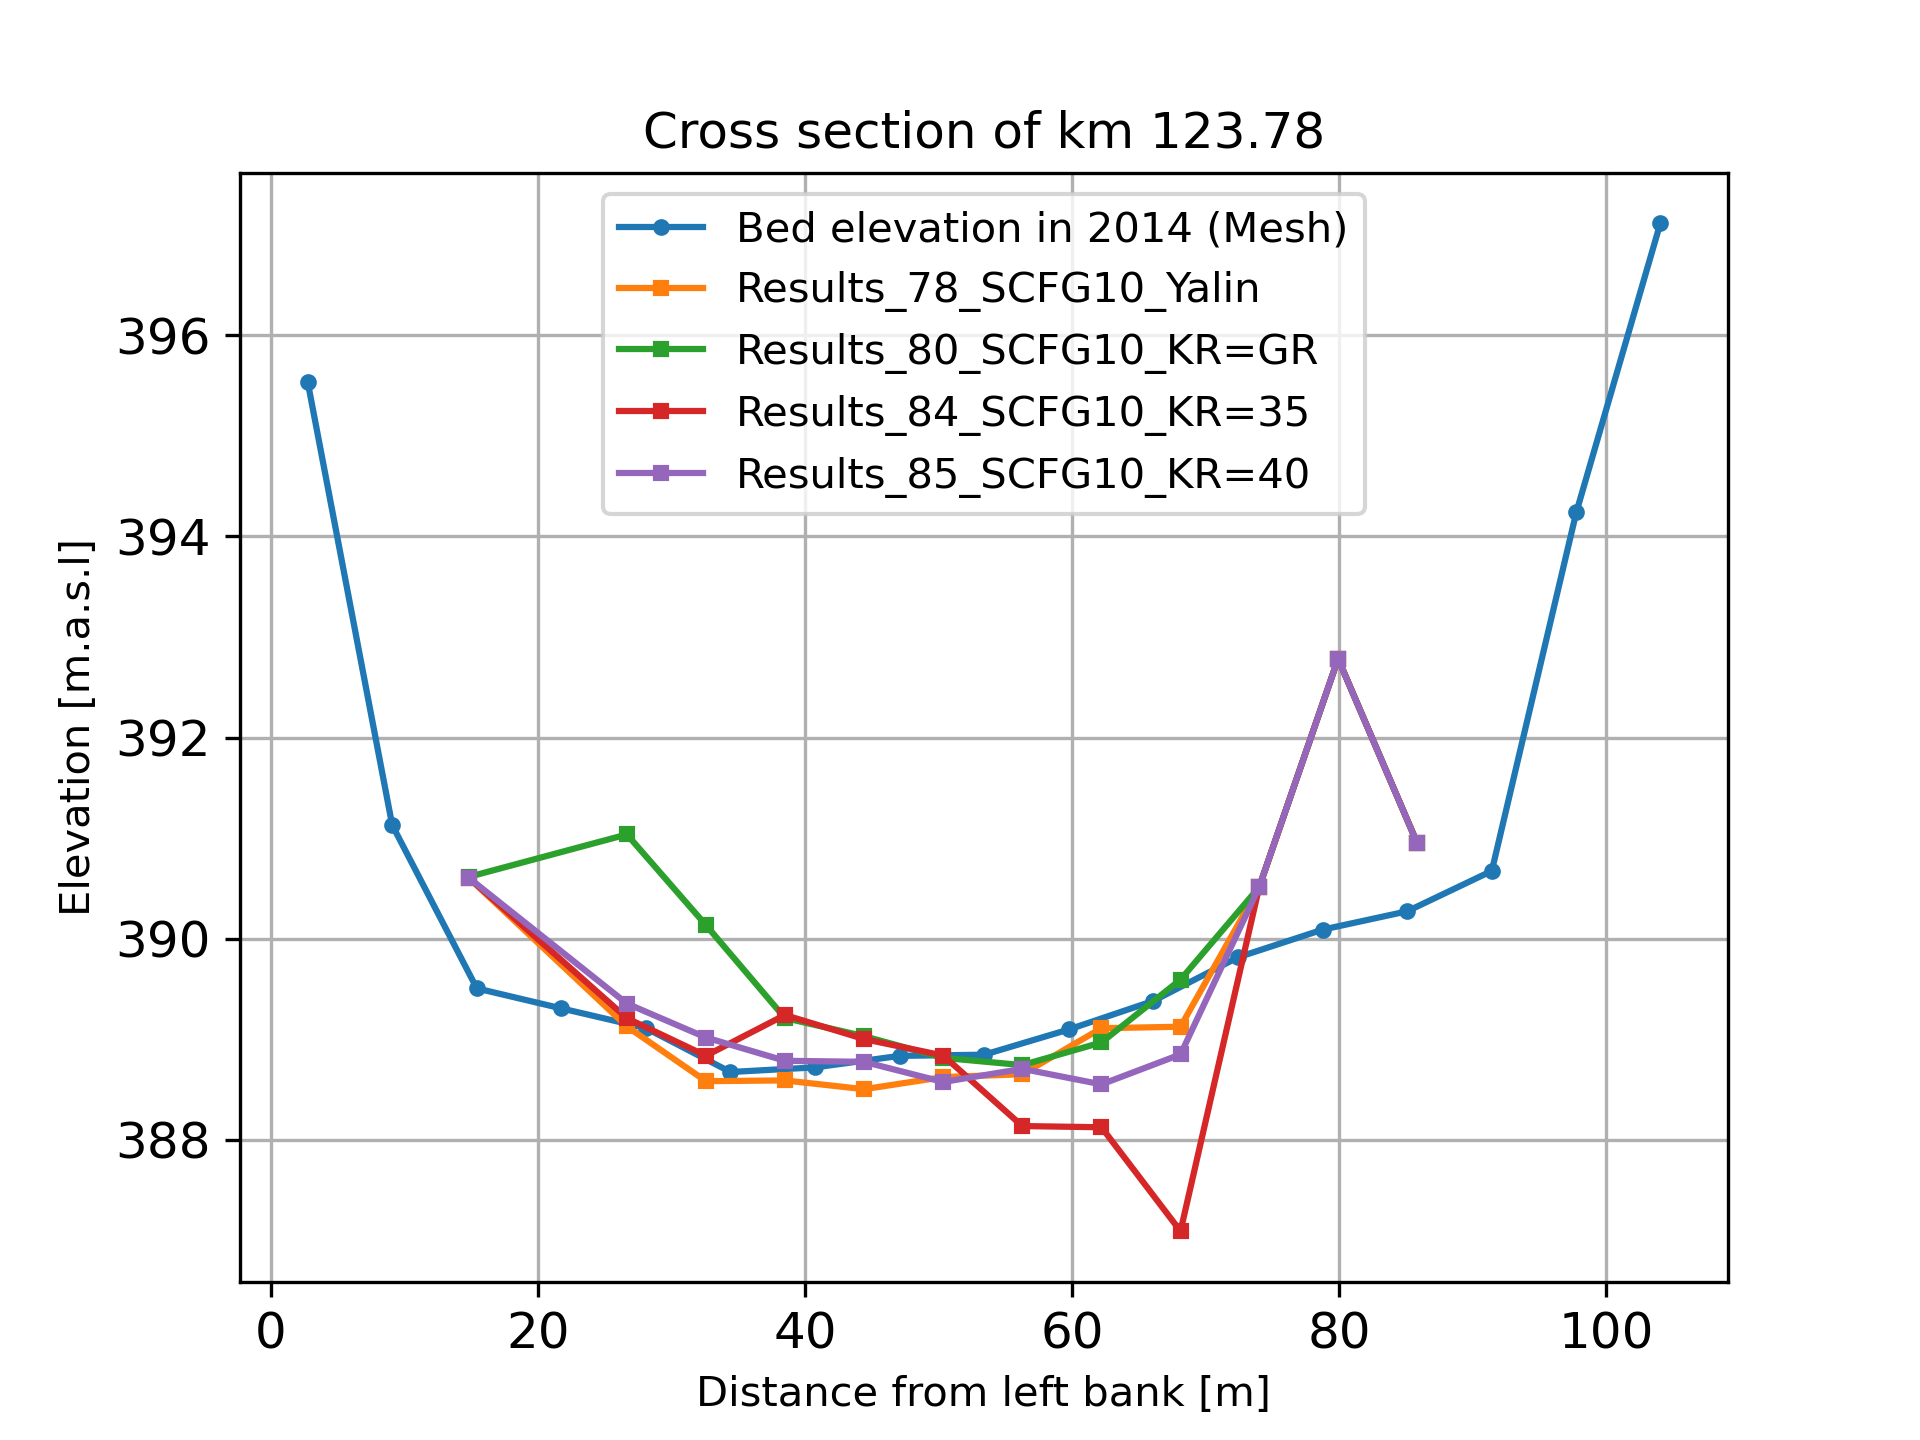 Cross section of km 123.78
Bed elevation in 2014 (Mesh)
Results_78_SCFG10_Yalin
Results_80_SCFG10_KR=GR
Results_84_SCFG10_KR=35
Results_85_SCFG10_KR=40
396
394
392
390
388
Elevation [m.a.s.l]
0 20 40 60 80 100
Distance from left bank [m]